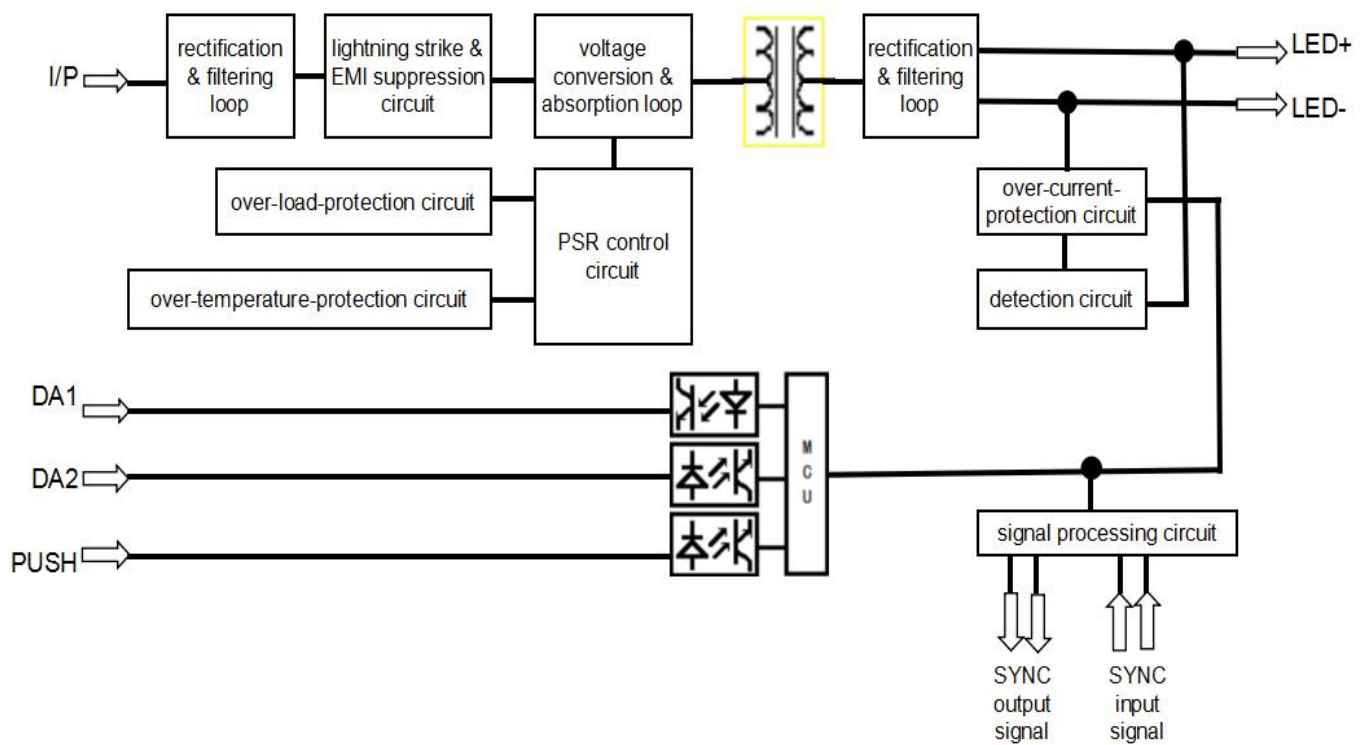 I/P
rectification
& filtering
loop
lightning strike &
EMI suppression
circuit
voltage
conversion &
absorption loop
rectification
& filtering
loop
LED+
LED-
over-load-protection circuit
over-temperature-protection circuit
PSR control
circuit
over-current-
protection circuit
detection circuit
DA1
DA2
PUSH
M
C
U
signal processing circuit
SYNC
output
signal
SYNC
input
signal